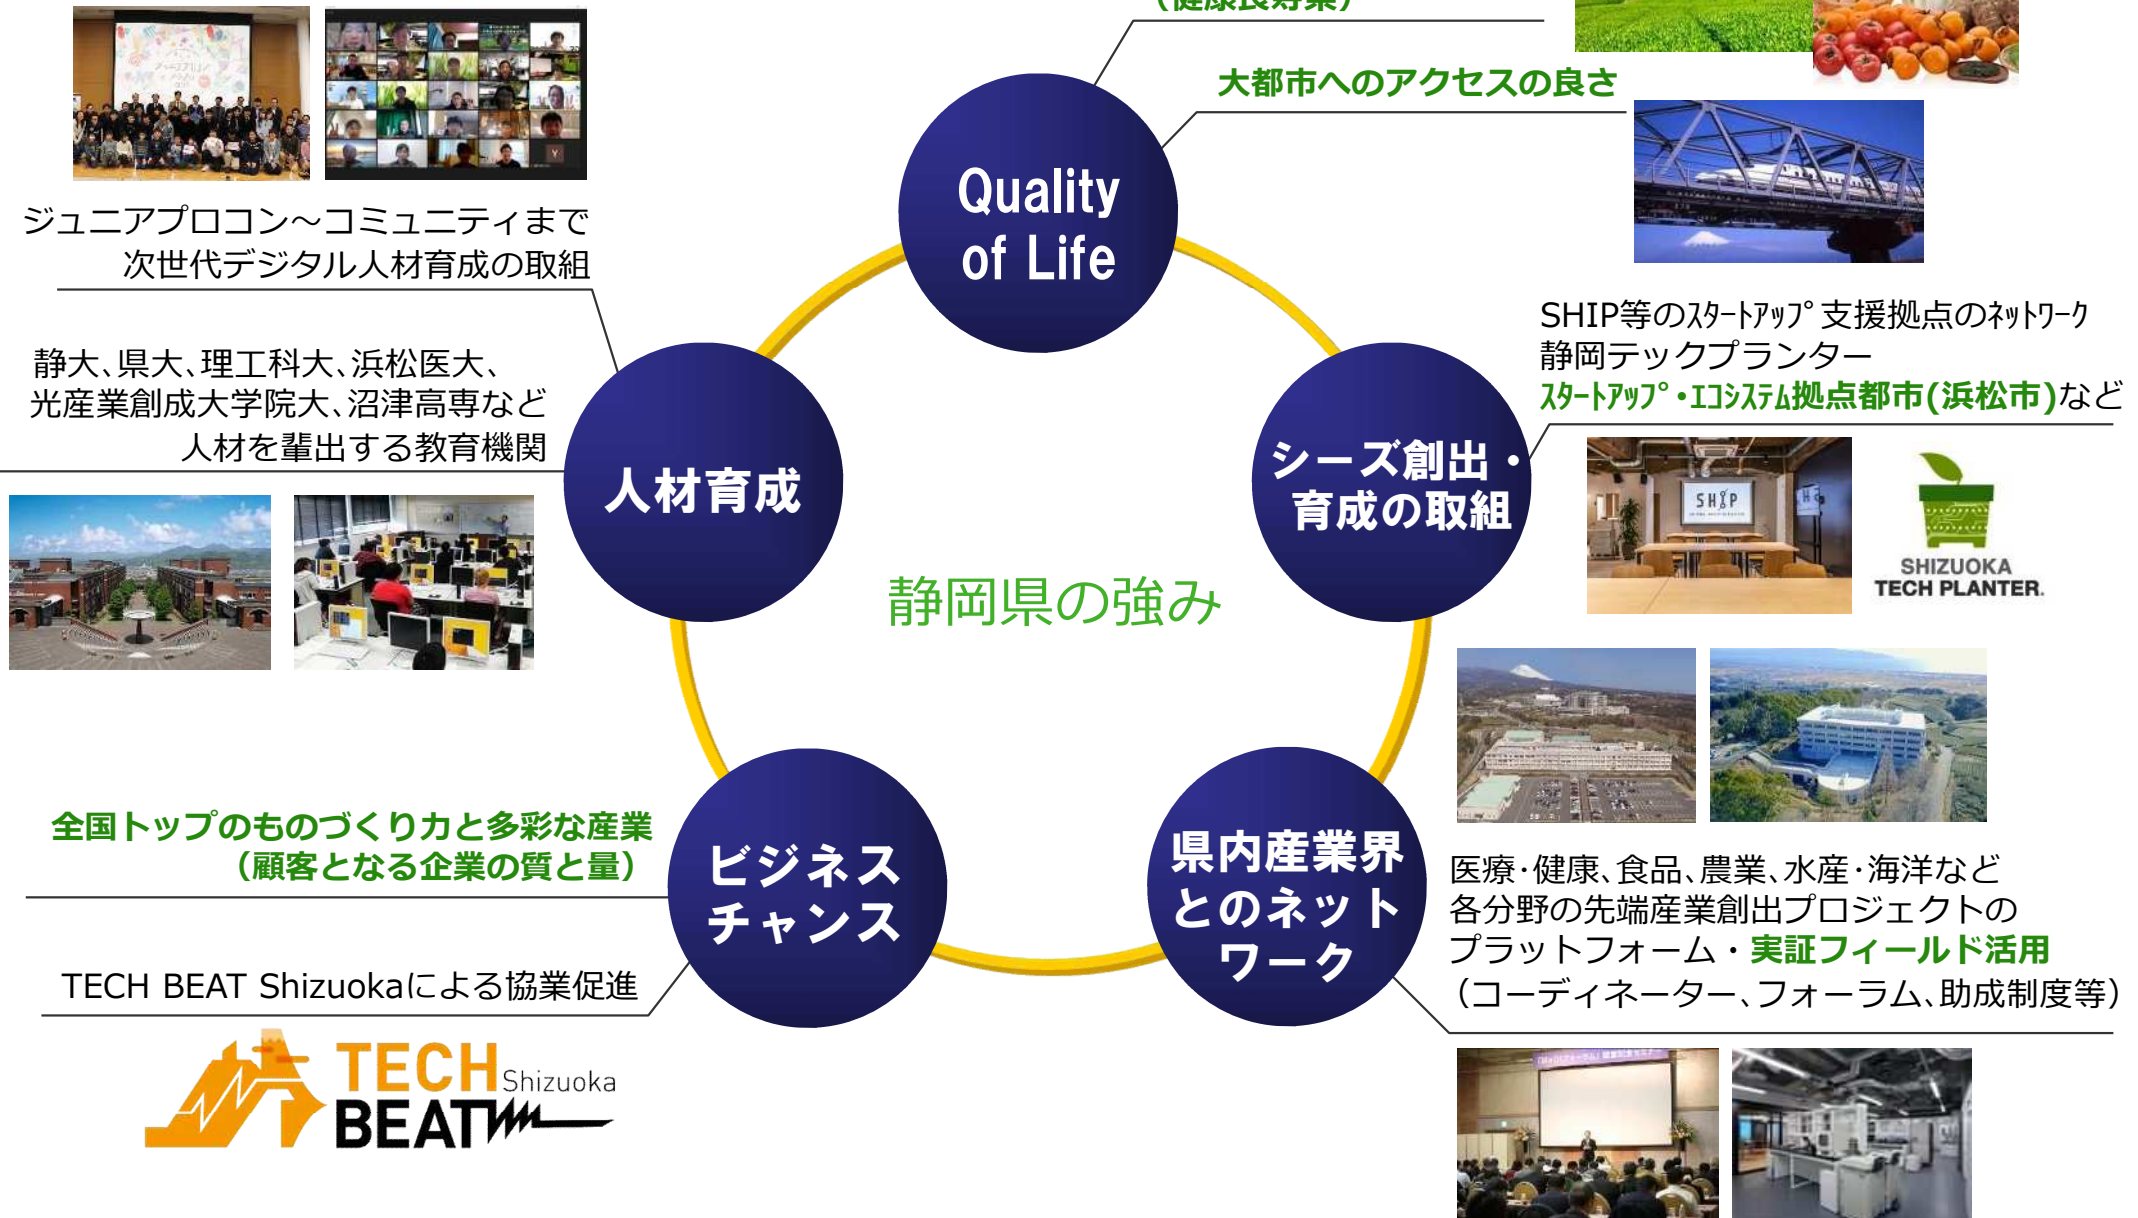 大都市へのアクセスの良さ
Quality
of Life
ジュニアプロコン～コミュニティまで
次世代デジタル人材育成の取組
静大、県大、理工科大、浜松医大、
光産業創成大学院大、沼津高専など
人材を輩出する教育機関
人材育成
SHIP等のｽﾀｰﾄｱｯﾌﾟ支援拠点のﾈｯﾄﾜｰｸ
静岡テックプランター
ｽﾀｰﾄｱｯﾌﾟ・ｴｺｼｽﾃﾑ拠点都市(浜松市)など
シーズ創出・
育成の取組
SHIP
SHIZUOKA
TECH PLANTER.
静岡県の強み
全国トップのものづくり力と多彩な産業
（顧客となる企業の質と量）
ビジネス
チャンス
TECH BEAT Shizuokaによる協業促進
TECH Shizuoka
BEAT
県内産業界
とのネット
ワーク
医療・健康、食品、農業、水産・海洋など
各分野の先端産業創出プロジェクトの
プラットフォーム・実証フィールド活用
（コーディネーター、フォーラム、助成制度等）